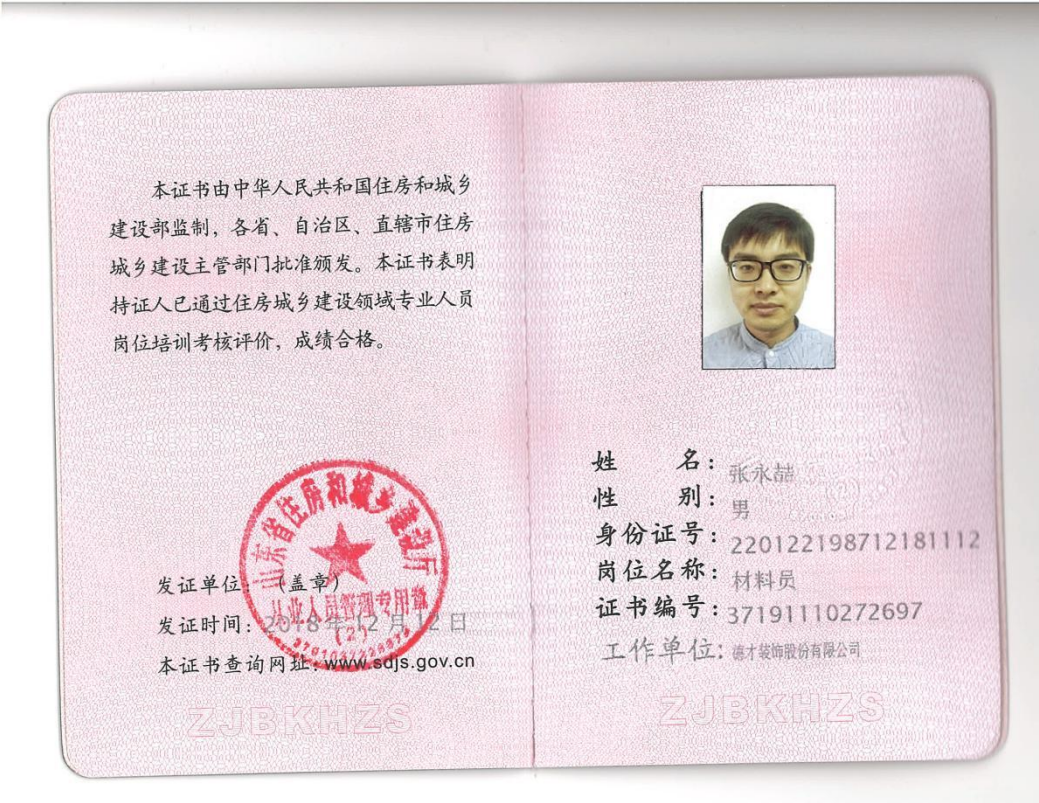 本证书由中华人民共和国住房和城乡
建设部监制，各省、自治区、直辖市住房
城乡建设主管部门批准颁发。本证书表明
持证人已通过住房城乡建设领域专业人员
岗位培训考核评价，成绩合格。
山东省住房和城乡建设厅
从业人员管理专用章
(2)
发证单位：（盖章）
发证时间：2018年12月12日
本证书查询网址：www.sdjs.gov.cn
ZJBKHZS
姓 名：张永喆
性 别：男
身份证号：220122198712181112
岗位名称：材料员
证书编号：37191110272697
工作单位：德才装饰股份有限公司
ZJBKHZS